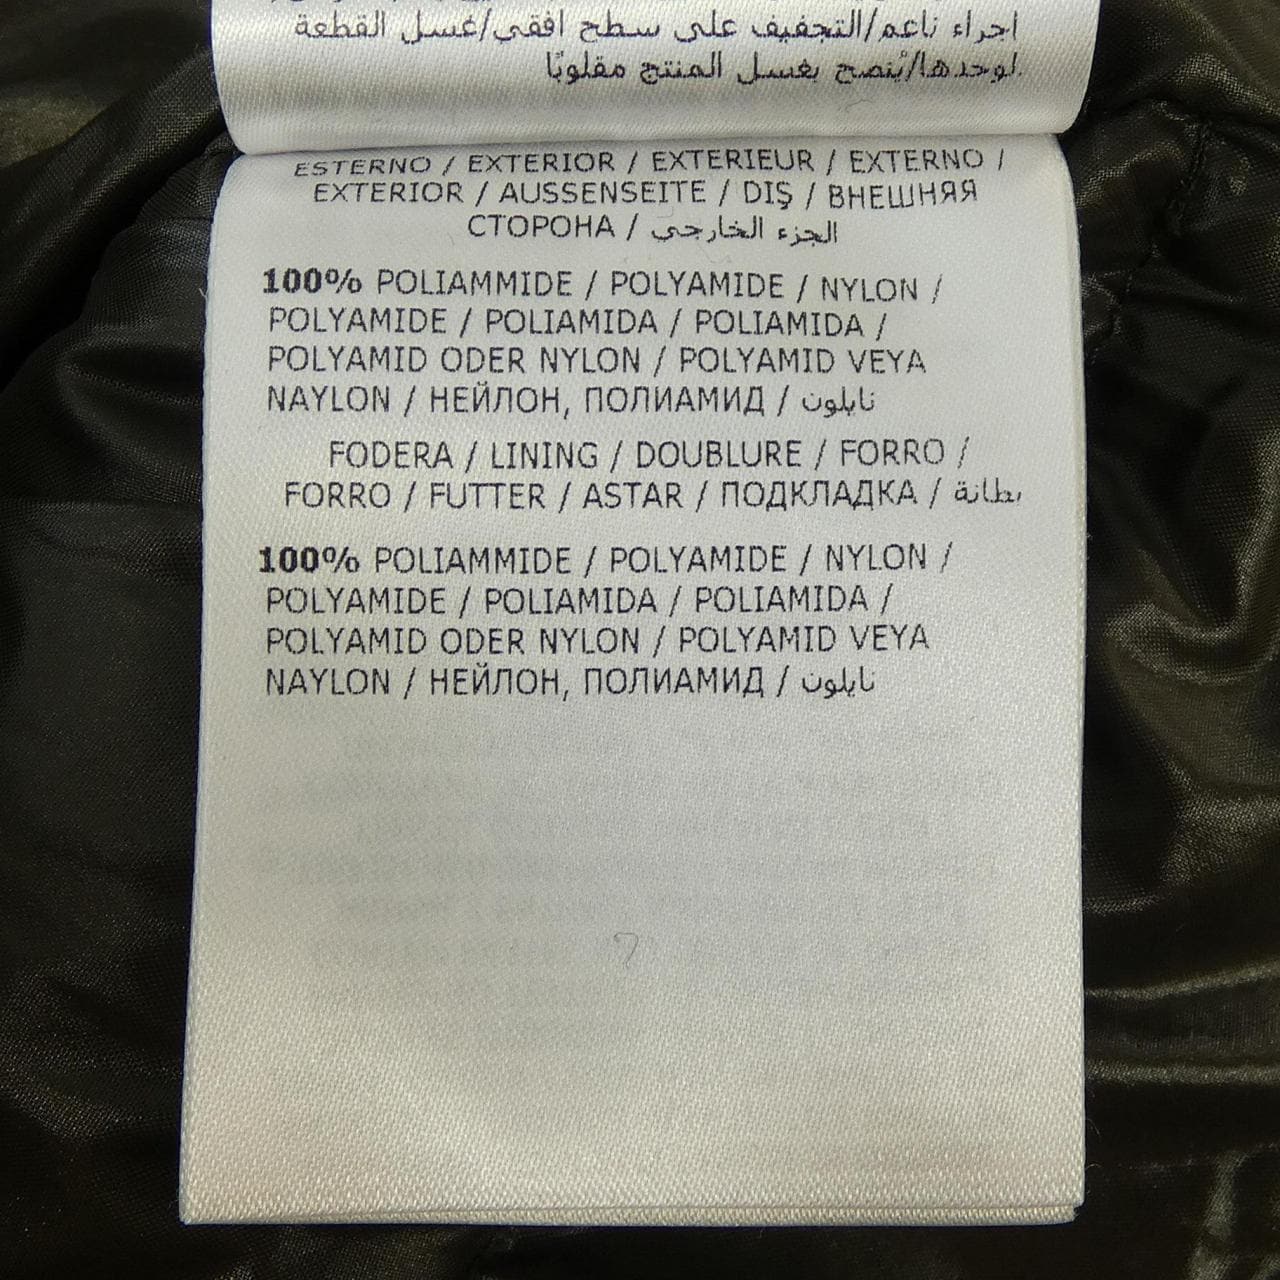 اجراء ناعم/التجفيف على سطح افقي/غسل القطعة
لوحدها/يُنصح بغسل المنتج مقلوبًا.
ESTERNO / EXTERIOR / EXTERIEUR / EXTERNO /
EXTERIOR / AUSSENSEITE / DIŞ / ВНЕШНЯЯ
СТОРОНА / الجزء الخارجي
100% POLIAMMIDE / POLYAMIDE / NYLON /
POLYAMIDE / POLIAMIDA / POLIAMIDA /
POLYAMID ODER NYLON / POLYAMID VEYA
NAYLON / НЕЙЛОН, ПОЛИАМИД / نايلون
FODERA / LINING / DOUBLURE / FORRO /
FORRO / FUTTER / ASTAR / ПОДКЛАДКА / بطانة
100% POLIAMMIDE / POLYAMIDE / NYLON /
POLYAMIDE / POLIAMIDA / POLIAMIDA /
POLYAMID ODER NYLON / POLYAMID VEYA
NAYLON / НЕЙЛОН, ПОЛИАМИД / نايلون